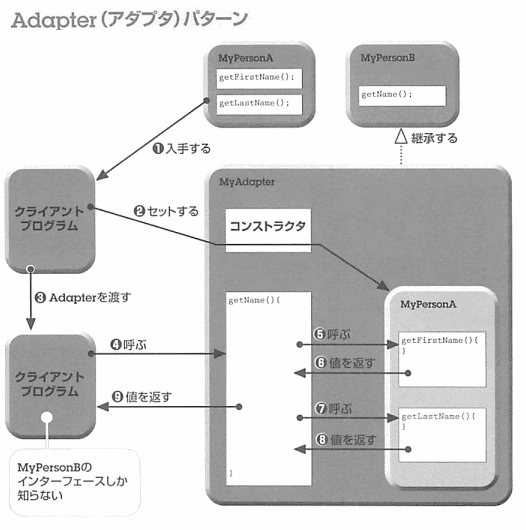 Adapter(アダプタ)パターン
MyPersonA
getFirstName();
getLastName();
MyPersonB
getName();
❶入手する
継承する
クライアント
プログラム
MyAdapter
❷セットする
コンストラクタ
❸Adapterを渡す
getName(){
}
MyPersonA
クライアント
プログラム
❹呼ぶ
❺呼ぶ
getFirstName(){
}
❻値を返す
❾値を返す
❼呼ぶ
getLastName(){
}
❽値を返す
MyPersonBの
インターフェースしか
知らない